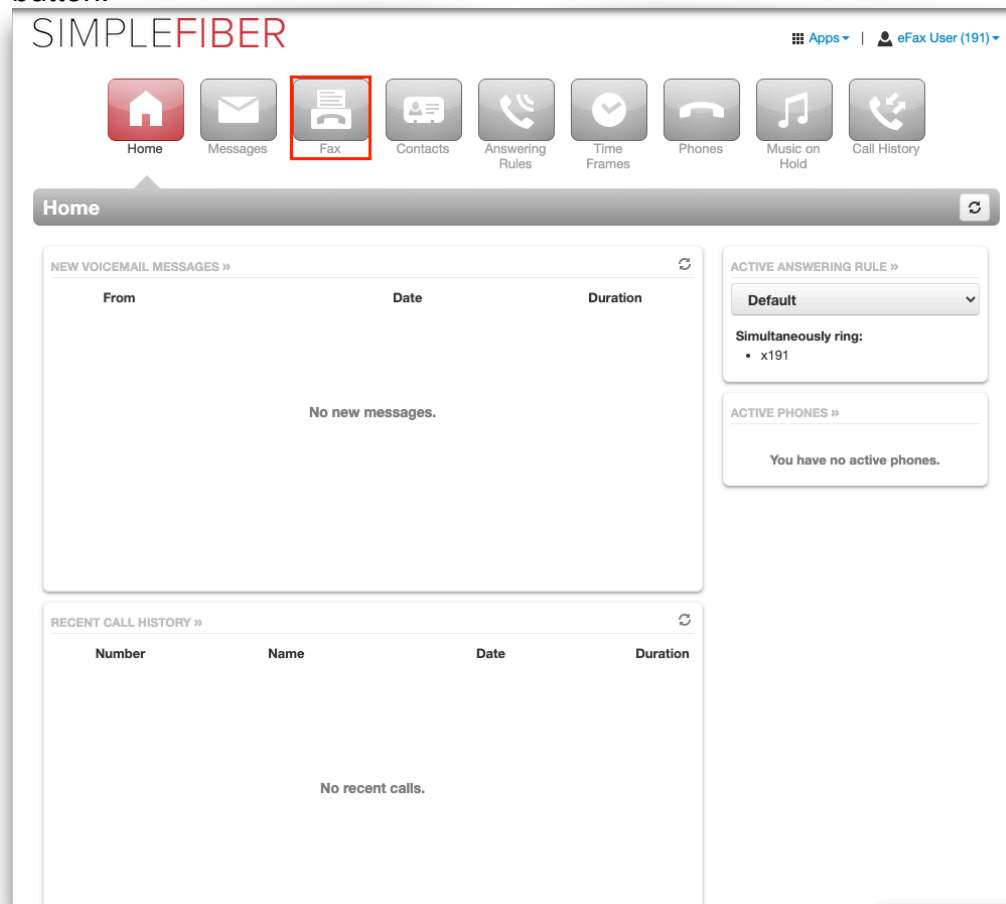 button.
SIMPLEFIBER
Apps | eFax User (191)
Home
Messages
Fax
Contacts
Answering
Rules
Time
Frames
Phones
Music on
Hold
Call History
Home
NEW VOICEMAIL MESSAGES »
From Date Duration
No new messages.
ACTIVE ANSWERING RULE »
Default
Simultaneously ring:
• x191
ACTIVE PHONES »
You have no active phones.
RECENT CALL HISTORY »
Number Name Date Duration
No recent calls.